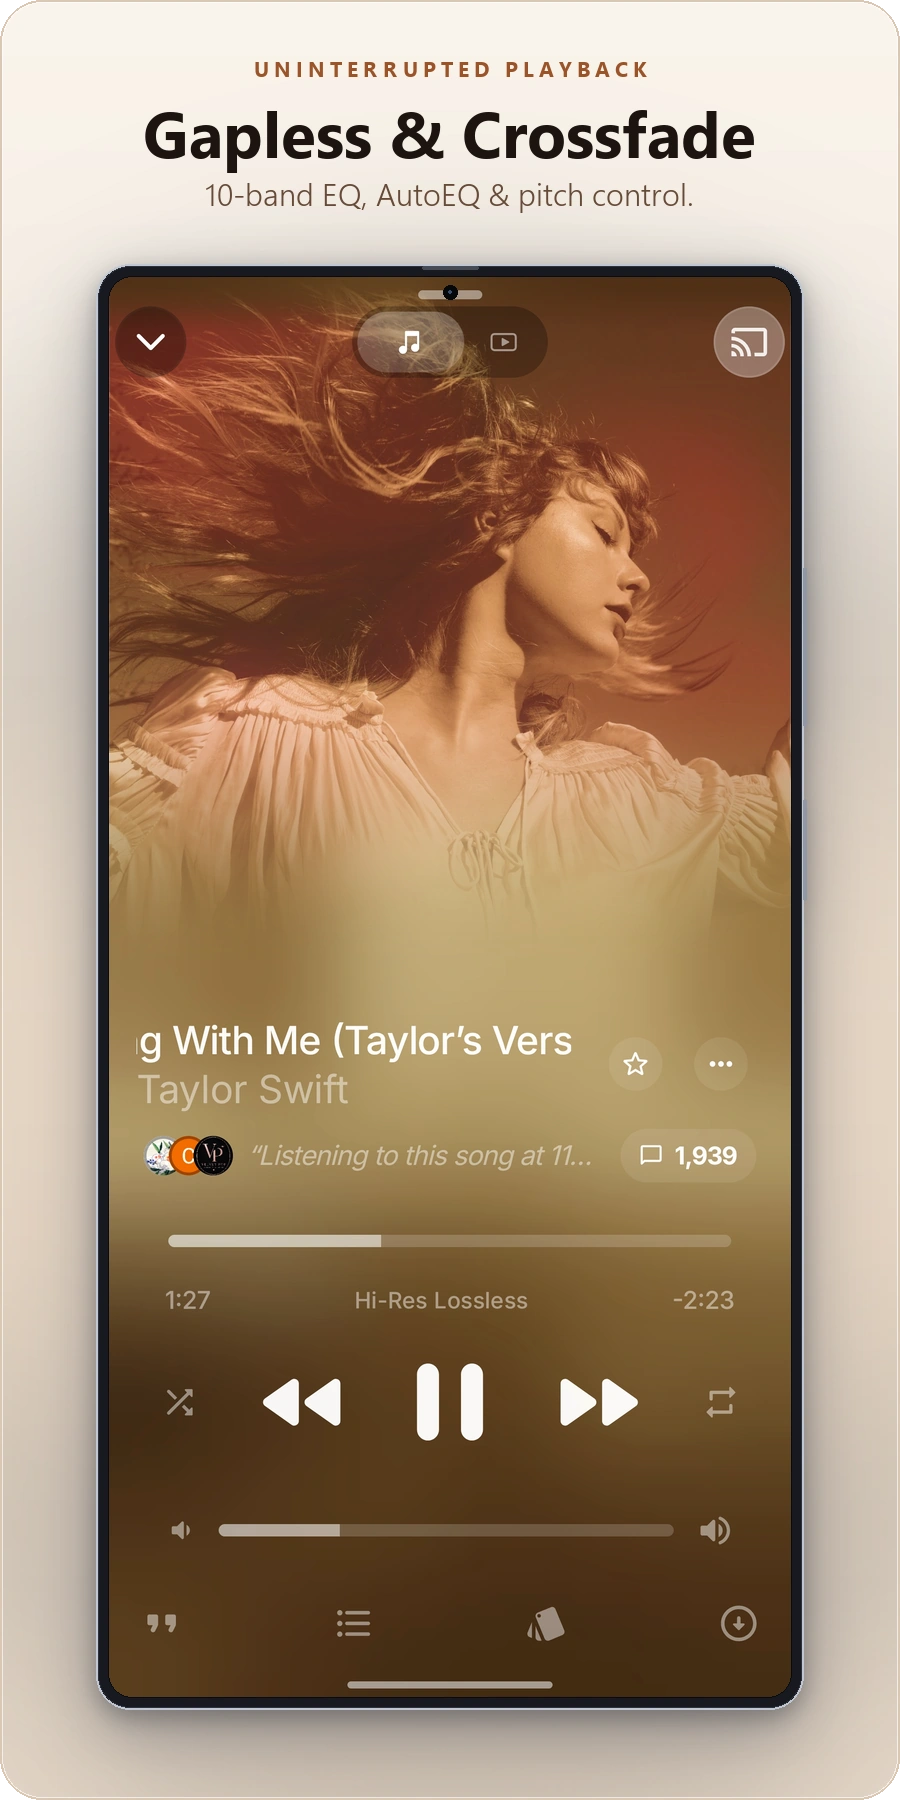 UNINTERRUPTED PLAYBACK
Gapless & Crossfade
10-band EQ, AutoEQ & pitch control.
g With Me (Taylor’s Vers
Taylor Swift
C VP “Listening to this song at 11... 1,939
1:27 Hi-Res Lossless -2:23